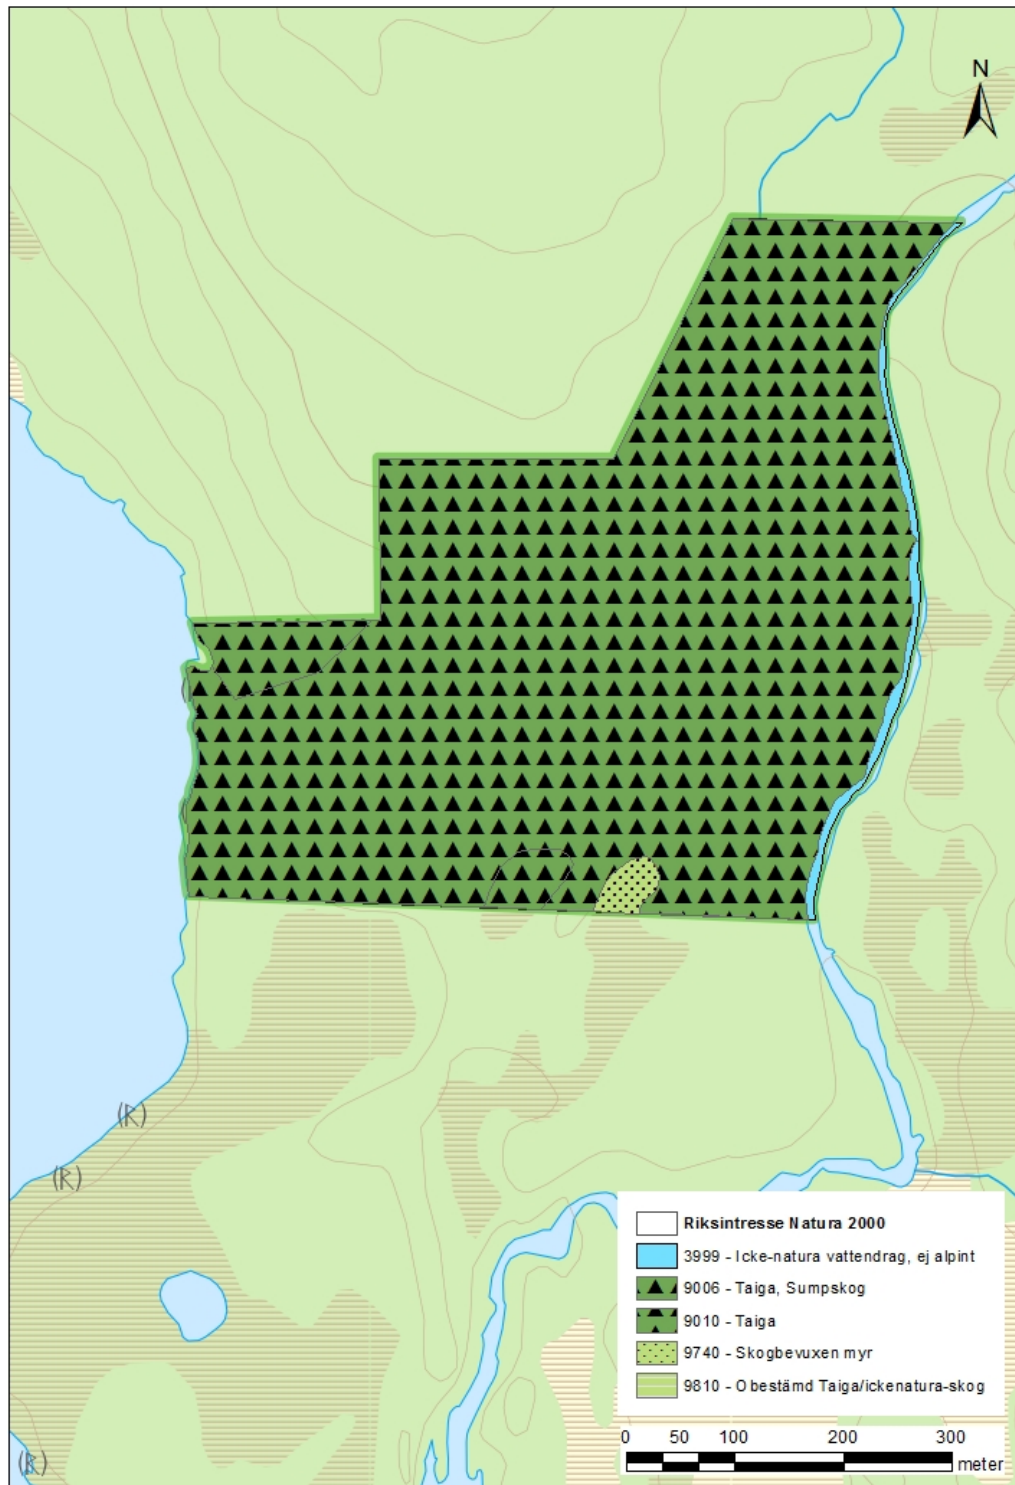 N
(R)
(R)
(R)
Riksintresse Natura 2000
3999 - Icke-natura vattendrag, ej alpint
9006 - Taiga, Sumpskog
9010 - Taiga
9740 - Skogbevuxen myr
9810 - Obestämd Taiga/ickenatura-skog
0 50 100 200 300
meter